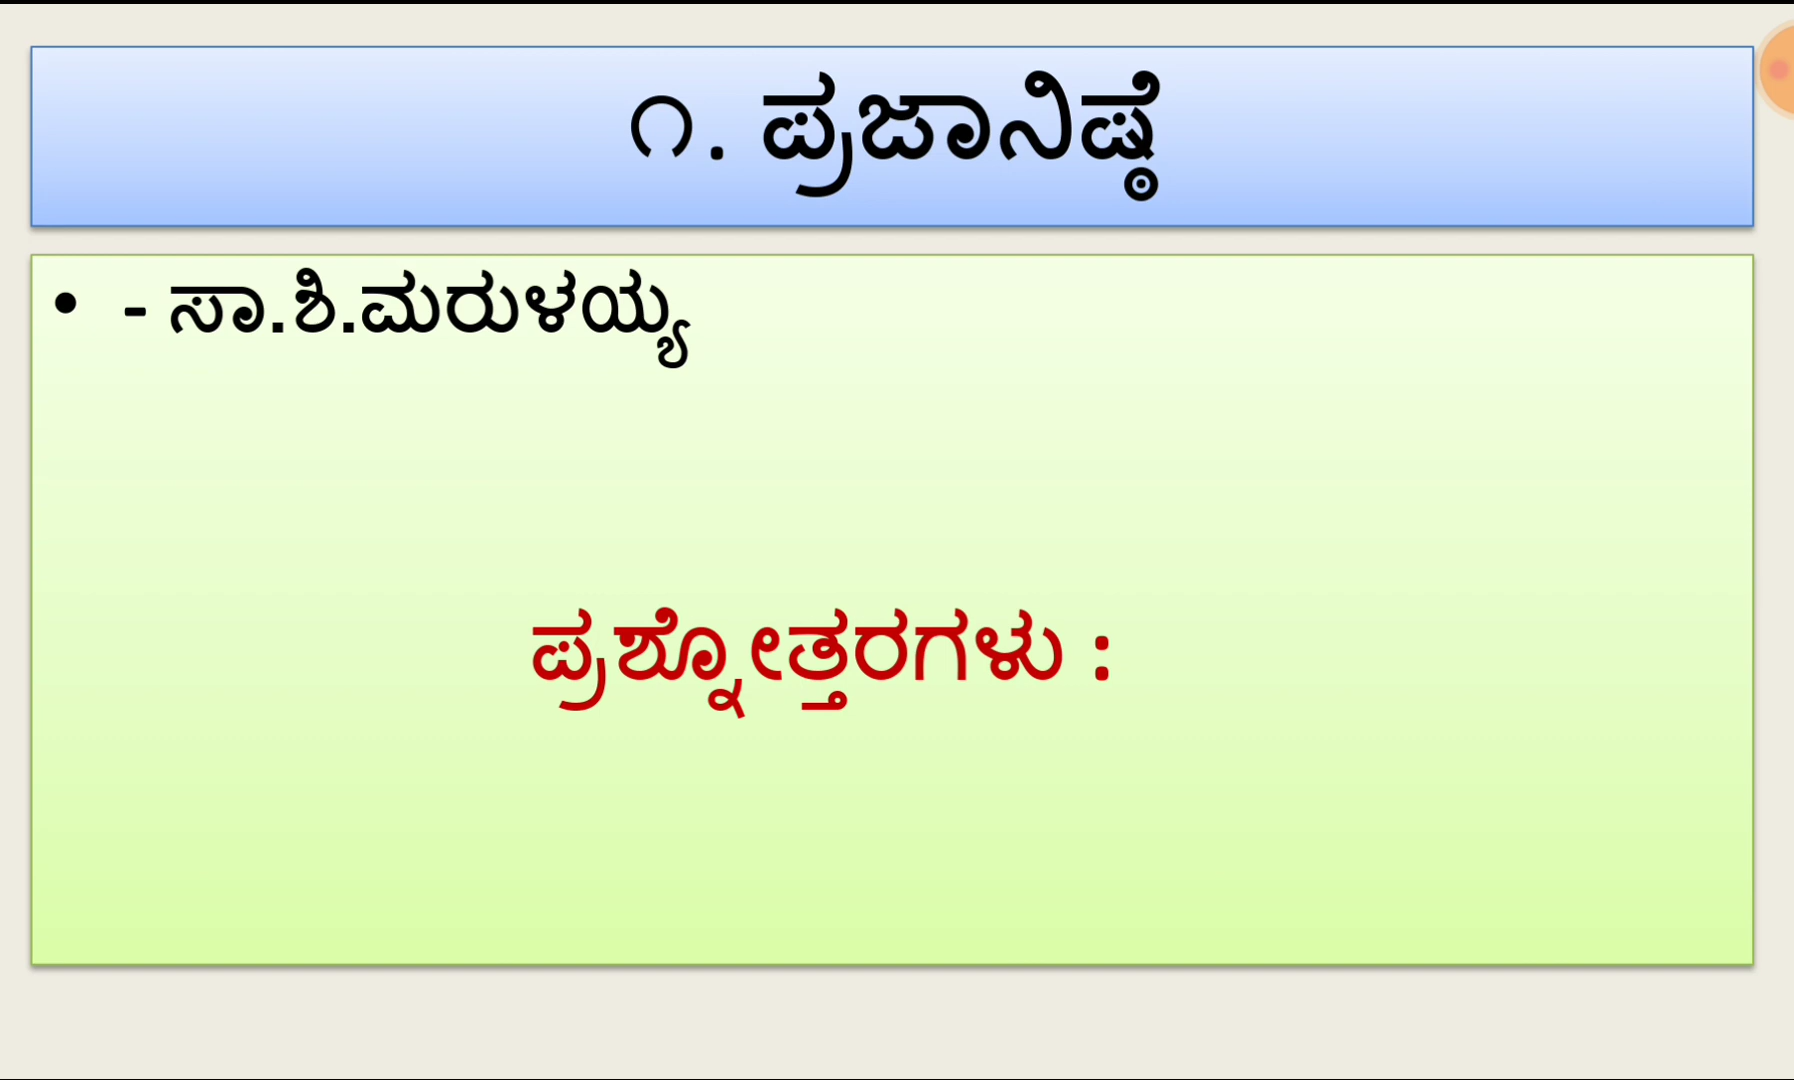 ೧. ಪ್ರಜಾನಿಷ್ಠೆ
• - ಸಾ.ಶಿ.ಮರುಳಯ್ಯ
ಪ್ರಶ್ನೋತ್ತರಗಳು :